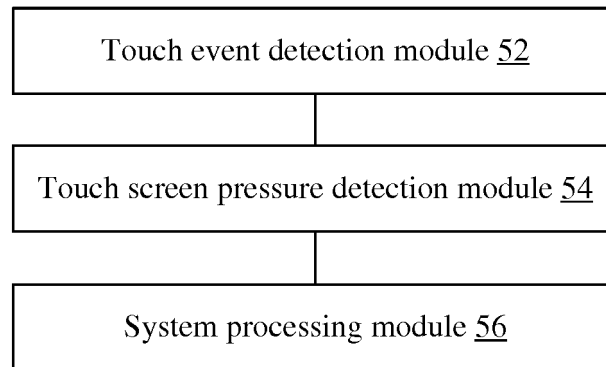 Touch event detection module 52
Touch screen pressure detection module 54
System processing module 56